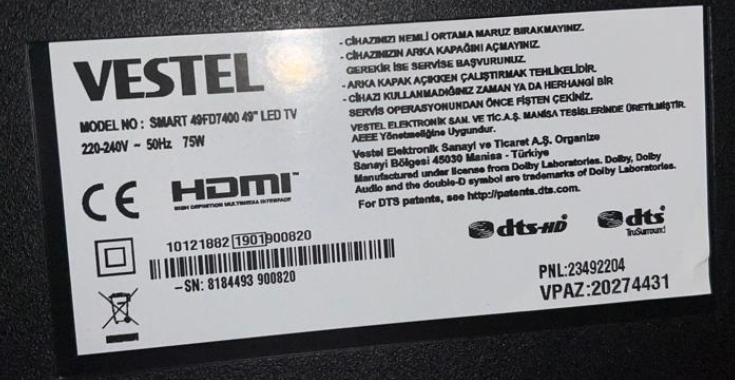 VESTEL
MODEL NO : SMART 49FD7400 49" LED TV
220-240V ~ 50Hz 75W
HDMI™
HIGH DEFINITION MULTIMEDIA INTERFACE
10121882 1901 900820
-SN: 8184493 900820
- CİHAZINIZI NEMLİ ORTAMA MARUZ BIRAKMAYINIZ.
- CİHAZINIZIN ARKA KAPAĞINI AÇMAYINIZ.
GEREKİR İSE SERVİSE BAŞVURUNUZ.
- ARKA KAPAK AÇIKKEN ÇALIŞTIRMAK TEHLİKELİDİR.
- CİHAZI KULLANMADIĞINIZ ZAMAN YA DA HERHANGİ BİR
SERVİS OPERASYONUNDAN ÖNCE FİŞTEN ÇEKİNİZ.
VESTEL ELEKTRONİK SAN. VE TİC.A.Ş. MANİSA TESİSLERİNDE ÜRETİLMİŞTİR.
AEEE Yönetmeliğine Uygundur.
Vestel Elektronik Sanayi ve Ticaret A.Ş. Organize
Sanayi Bölgesi 45030 Manisa - Türkiye
Manufactured under license from Dolby Laboratories. Dolby, Dolby
Audio and the double-D symbol are trademarks of Dolby Laboratories.
For DTS patents, see http://patents.dts.com.
dts-HD
dts
TruSurround
PNL:23492204
VPAZ:20274431